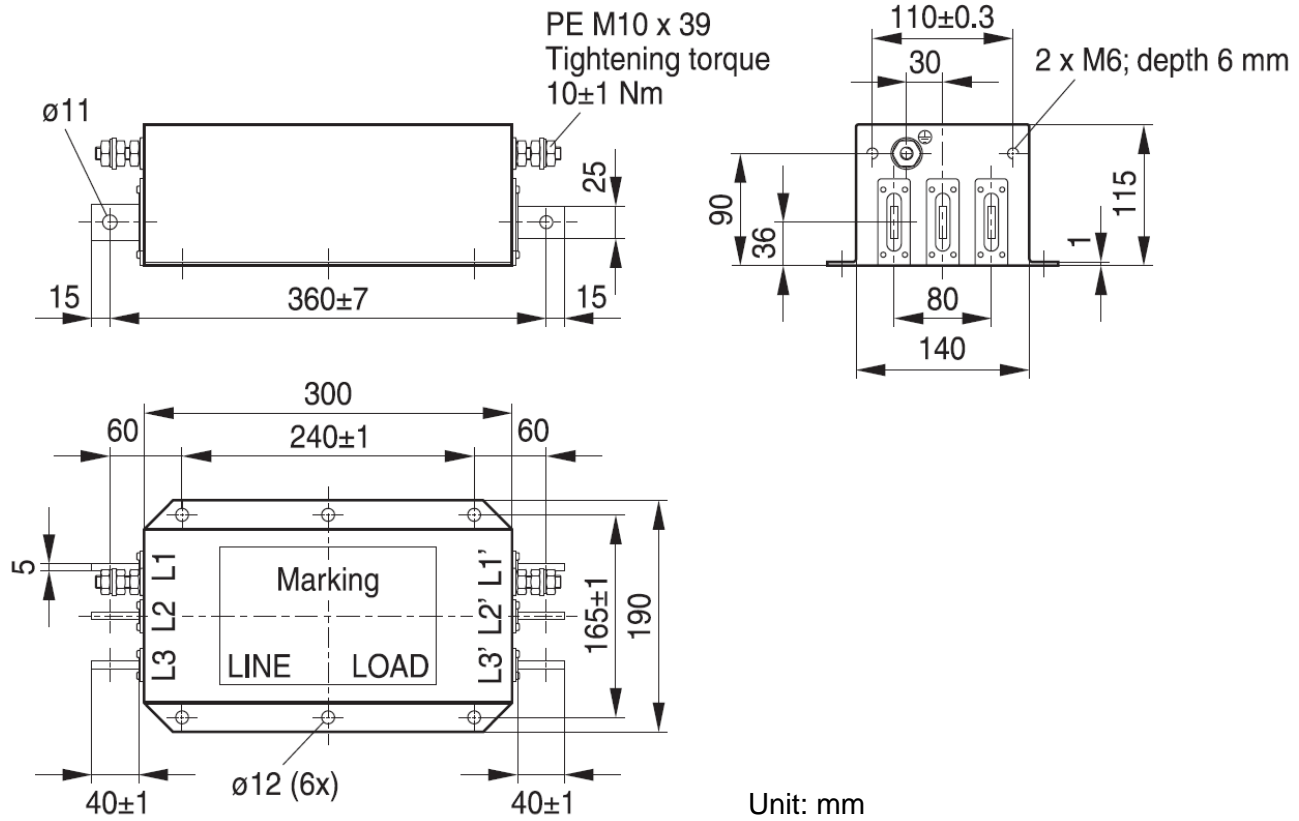 PE M10 x 39
Tightening torque
10±1 Nm
ø11
25
15
360±7
15
110±0.3
30
2 x M6; depth 6 mm
90
36
115
1
80
140
300
60
240±1
60
5
L1
L2
L3
Marking
LINE
LOAD
L1'
L2'
L3'
165±1
190
ø12 (6x)
40±1
40±1
Unit: mm